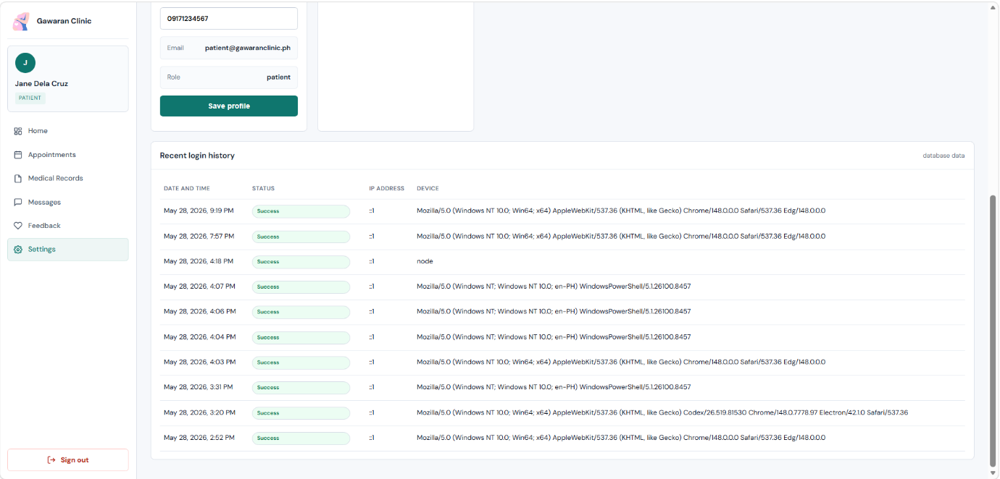 Gawaran Clinic
J
Jane Dela Cruz
PATIENT
Home
Appointments
Medical Records
Messages
Feedback
Settings
Sign out
09171234567
Email patient@gawaranclinic.ph
Role patient
Save profile
Recent login history database data
DATE AND TIME STATUS IP ADDRESS DEVICE
May 28, 2026, 9:19 PM Success ::1 Mozilla/5.0 (Windows NT 10.0; Win64; x64) AppleWebKit/537.36 (KHTML, like Gecko) Chrome/148.0.0.0 Safari/537.36 Edg/148.0.0.0
May 28, 2026, 7:57 PM Success ::1 Mozilla/5.0 (Windows NT 10.0; Win64; x64) AppleWebKit/537.36 (KHTML, like Gecko) Chrome/148.0.0.0 Safari/537.36 Edg/148.0.0.0
May 28, 2026, 4:18 PM Success ::1 node
May 28, 2026, 4:07 PM Success ::1 Mozilla/5.0 (Windows NT; Windows NT 10.0; en-PH) WindowsPowerShell/5.1.26100.8457
May 28, 2026, 4:06 PM Success ::1 Mozilla/5.0 (Windows NT; Windows NT 10.0; en-PH) WindowsPowerShell/5.1.26100.8457
May 28, 2026, 4:04 PM Success ::1 Mozilla/5.0 (Windows NT; Windows NT 10.0; en-PH) WindowsPowerShell/5.1.26100.8457
May 28, 2026, 4:03 PM Success ::1 Mozilla/5.0 (Windows NT 10.0; Win64; x64) AppleWebKit/537.36 (KHTML, like Gecko) Chrome/148.0.0.0 Safari/537.36 Edg/148.0.0.0
May 28, 2026, 3:31 PM Success ::1 Mozilla/5.0 (Windows NT; Windows NT 10.0; en-PH) WindowsPowerShell/5.1.26100.8457
May 28, 2026, 3:20 PM Success ::1 Mozilla/5.0 (Windows NT 10.0; Win64; x64) AppleWebKit/537.36 (KHTML, like Gecko) Codex/26.519.81530 Chrome/148.0.7778.97 Electron/42.1.0 Safari/537.36
May 28, 2026, 2:52 PM Success ::1 Mozilla/5.0 (Windows NT 10.0; Win64; x64) AppleWebKit/537.36 (KHTML, like Gecko) Chrome/148.0.0.0 Safari/537.36 Edg/148.0.0.0